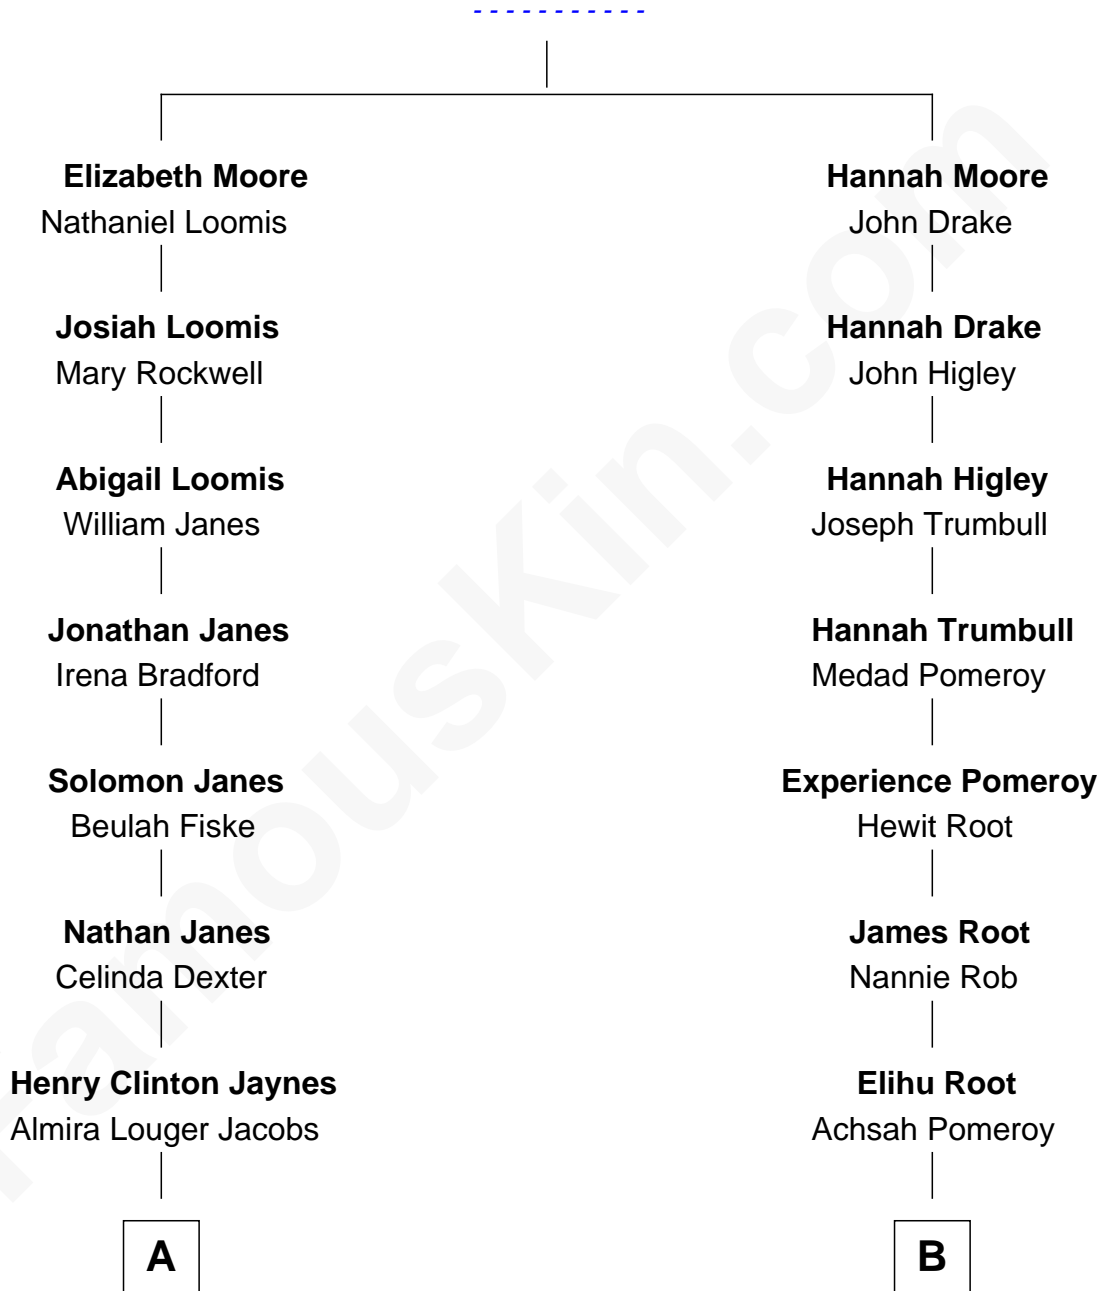 - - - - - - - - - - -
Elizabeth Moore
Nathaniel Loomis
Hannah Moore
John Drake
Josiah Loomis
Mary Rockwell
Hannah Drake
John Higley
Abigail Loomis
William Janes
Hannah Higley
Joseph Trumbull
Jonathan Janes
Irena Bradford
Hannah Trumbull
Medad Pomeroy
Solomon Janes
Beulah Fiske
Experience Pomeroy
Hewit Root
Nathan Janes
Celinda Dexter
James Root
Nannie Rob
Henry Clinton Jaynes
Almira Louger Jacobs
Elihu Root
Achsah Pomeroy
A
B
FamousKin.com